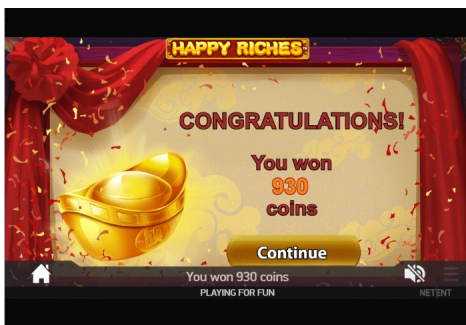 HAPPY RICHES
CONGRATULATIONS!
You won
930
coins
Continue
You won 930 coins
PLAYING FOR FUN
NETENT